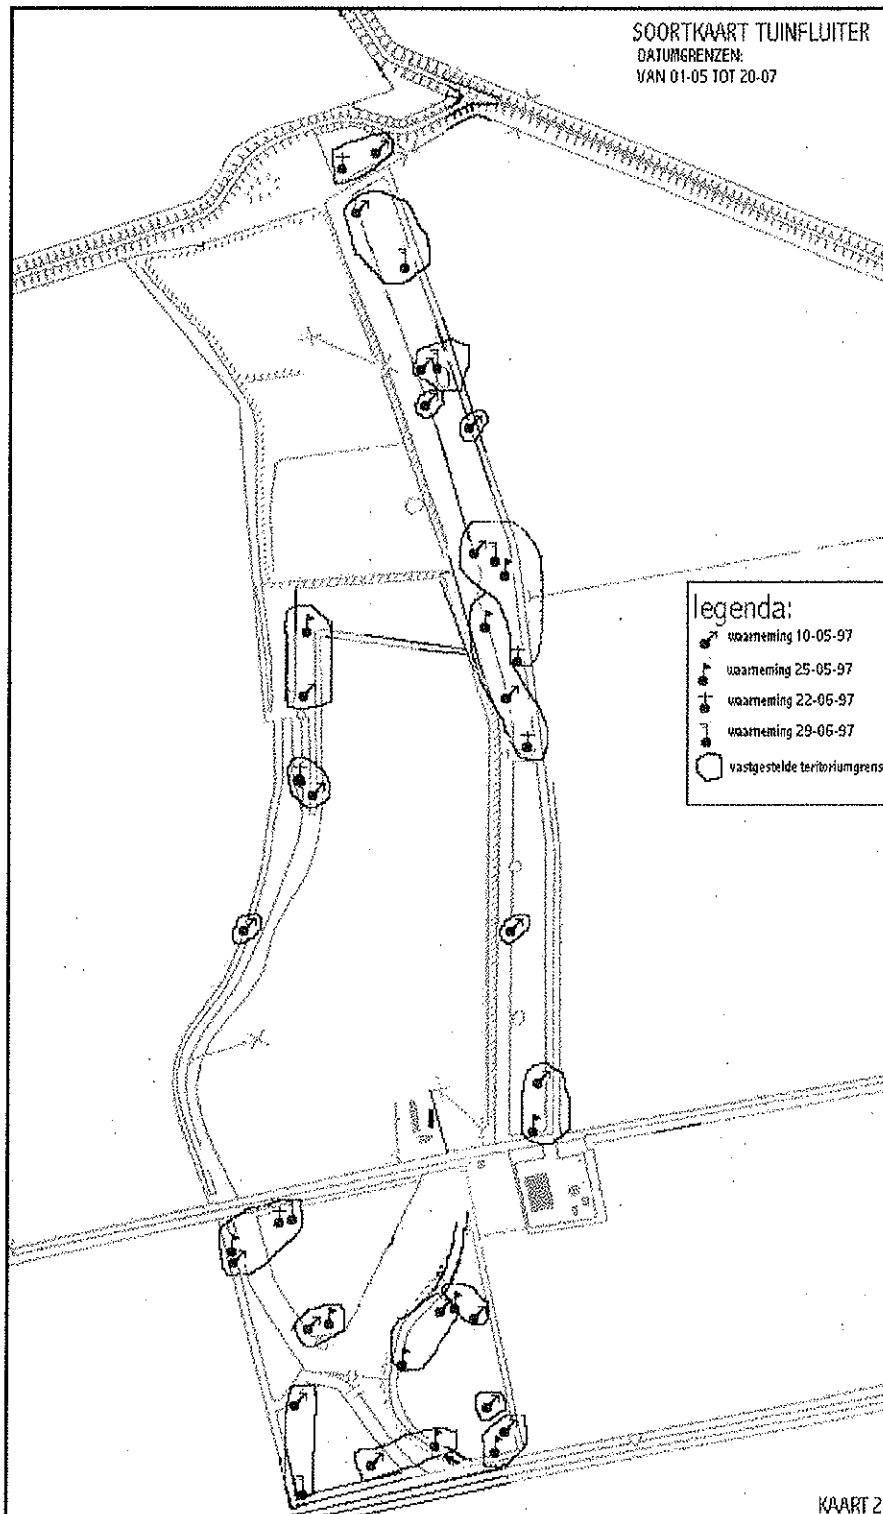 SOORTKAART TUINFLUITER
DATUMGRENZEN:
VAN 01-05 TOT 20-07
legenda:
waarneming 10-05-97
waarneming 25-05-97
waarneming 22-06-97
waarneming 29-06-97
vastgestelde teritoriumgrens
KAART 2